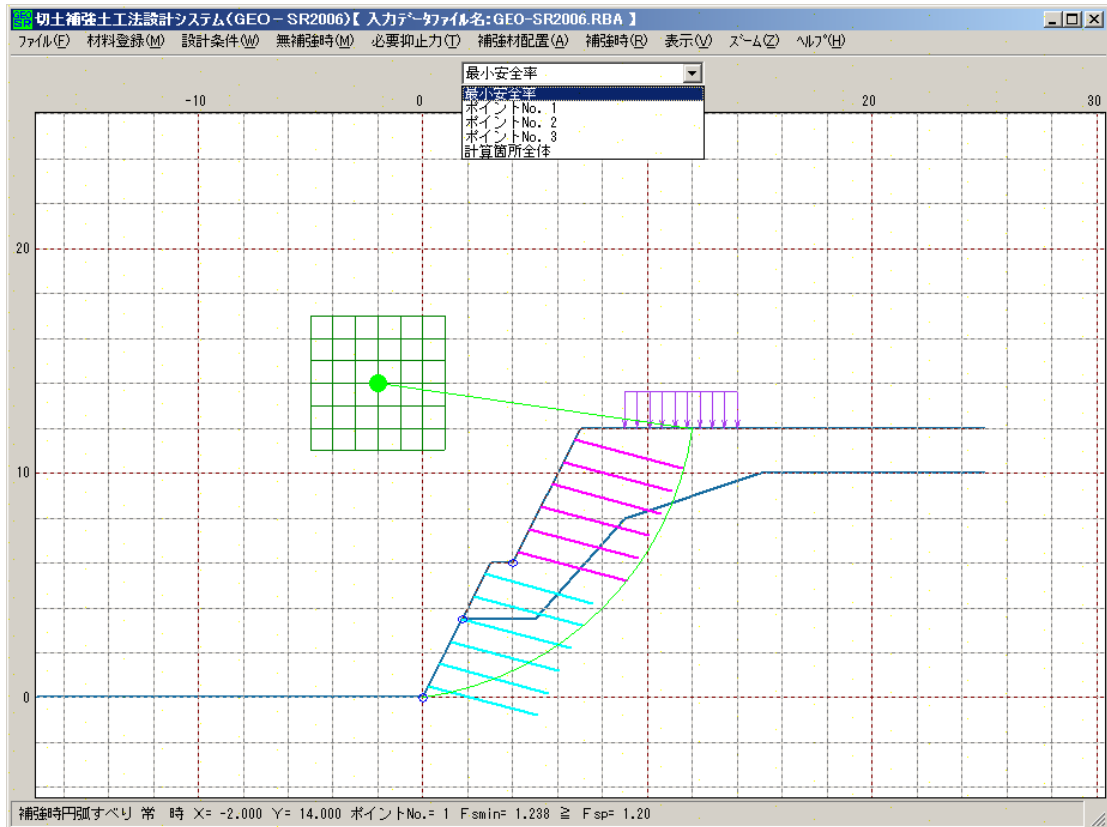 切土補強土工法設計システム(GEO－SR2006)【 入力ﾃﾞｰﾀﾌｧｲﾙ名:GEO-SR2006.RBA 】
ﾌｧｲﾙ(F) 材料登録(M) 設計条件(W) 無補強時(M) 必要抑止力(T) 補強材配置(A) 補強時(R) 表示(V) ｽﾞｰﾑ(Z) ﾍﾙﾌﾟ(H)
最小安全率
最小安全率
ポイントNo. 1
ポイントNo. 2
ポイントNo. 3
計算箇所全体
-10 0 20 30
20
10
0
補強時円弧すべり 常　時 X= -2.000 Y= 14.000 ポイントNo.= 1 Fsmin= 1.238 ≧ Fsp= 1.20